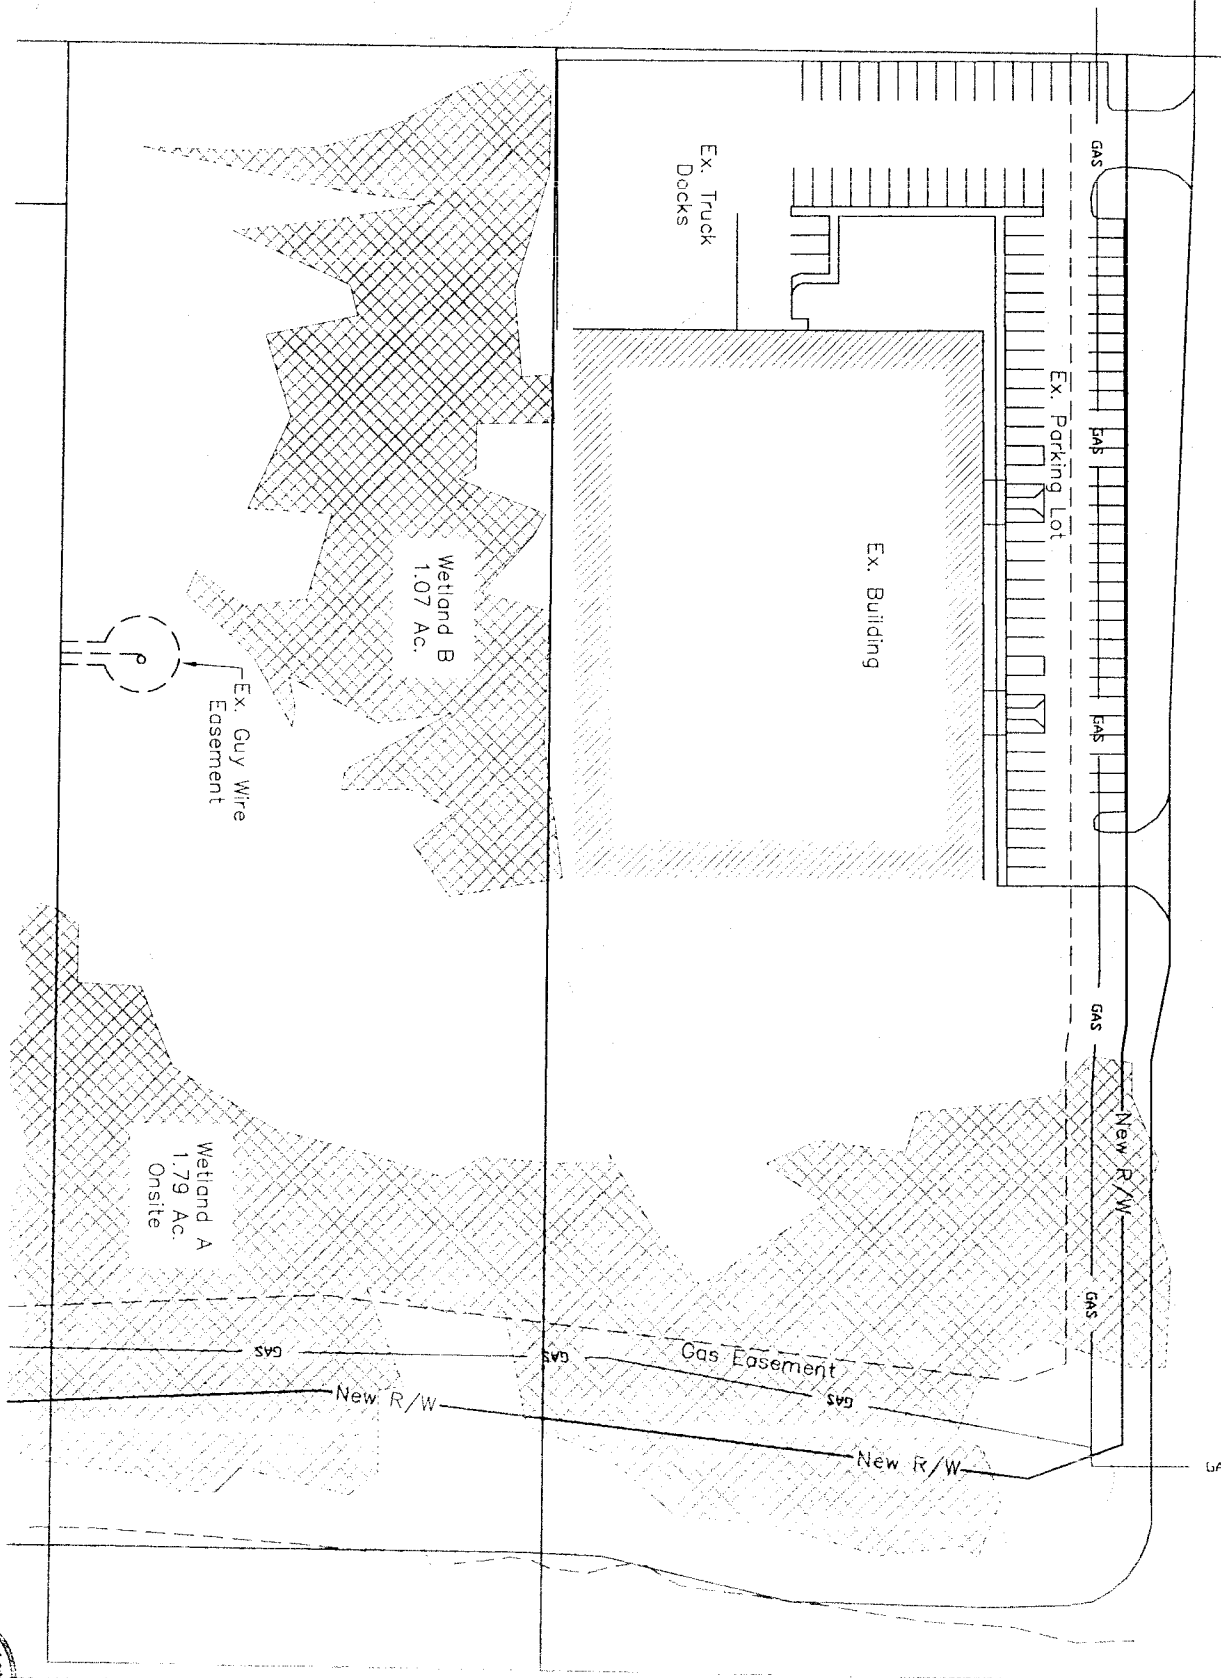 GAS
Ex. Truck
Docks
Ex. Parking Lot
GAS
Ex. Building
Wetland B
1.07 Ac.
Ex. Guy Wire
Easement
GAS
GAS
New R/W
Wetland A
1.79 Ac.
Onsite
GAS
GAS
GAS
Gas Easement
GAS
New R/W
New R/W